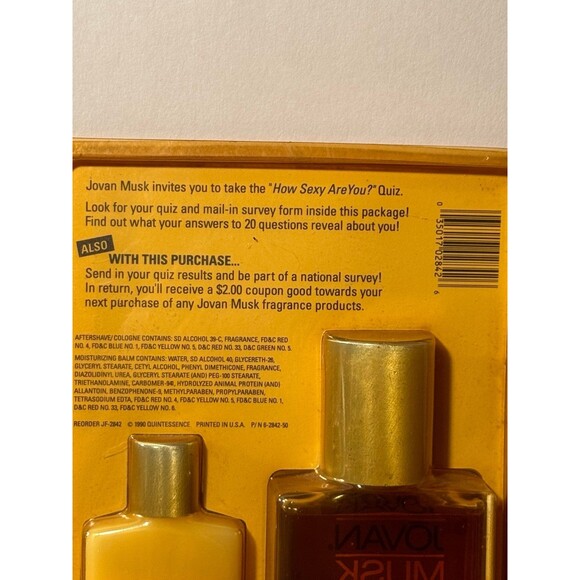 Jovan Musk invites you to take the "How Sexy AreYou?" Quiz.
Look for your quiz and mail-in survey form inside this package!
Find out what your answers to 20 questions reveal about you!
ALSO
WITH THIS PURCHASE...
Send in your quiz results and be part of a national survey!
In return, you'll receive a $2.00 coupon good towards your
next purchase of any Jovan Musk fragrance products.
AFTERSHAVE/COLOGNE CONTAINS: SD ALCOHOL 39-C, FRAGRANCE, FD&C RED
NO. 4, FD&C BLUE NO. 1, FD&C YELLOW NO. 5, D&C RED NO. 33, D&C GREEN NO. 5.
MOISTURIZING BALM CONTAINS: WATER, SD ALCOHOL 40, GLYCERETH-26,
GLYCERYL STEARATE, CETYL ALCOHOL, PHENYL DIMETHICONE, FRAGRANCE,
DIAZOLIDINYL UREA, GLYCERYL STEARATE (AND) PEG-100 STEARATE,
TRIETHANOLAMINE, CARBOMER-941, HYDROLYZED ANIMAL PROTEIN (AND)
ALLANTOIN, BENZOPHENONE-9, METHYLPARABEN, PROPYLPARABEN,
TETRASODIUM EDTA, FD&C RED NO. 4, FD&C YELLOW NO. 5, FD&C BLUE NO. 1,
D&C RED NO. 33, FD&C YELLOW NO. 6.
REORDER JF-2842 © 1990 QUINTESSENCE PRINTED IN U.S.A. P/N 6-2842-50
0 35017 02842 6
JOVAN
MUSK